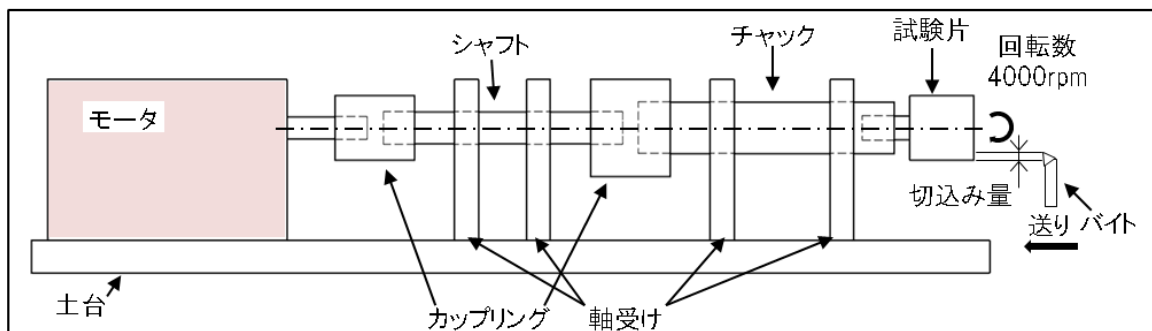 シャフト
チャック
試験片
回転数
4000rpm
モータ
切込み量
送り バイト
土台
カップリング
軸受け